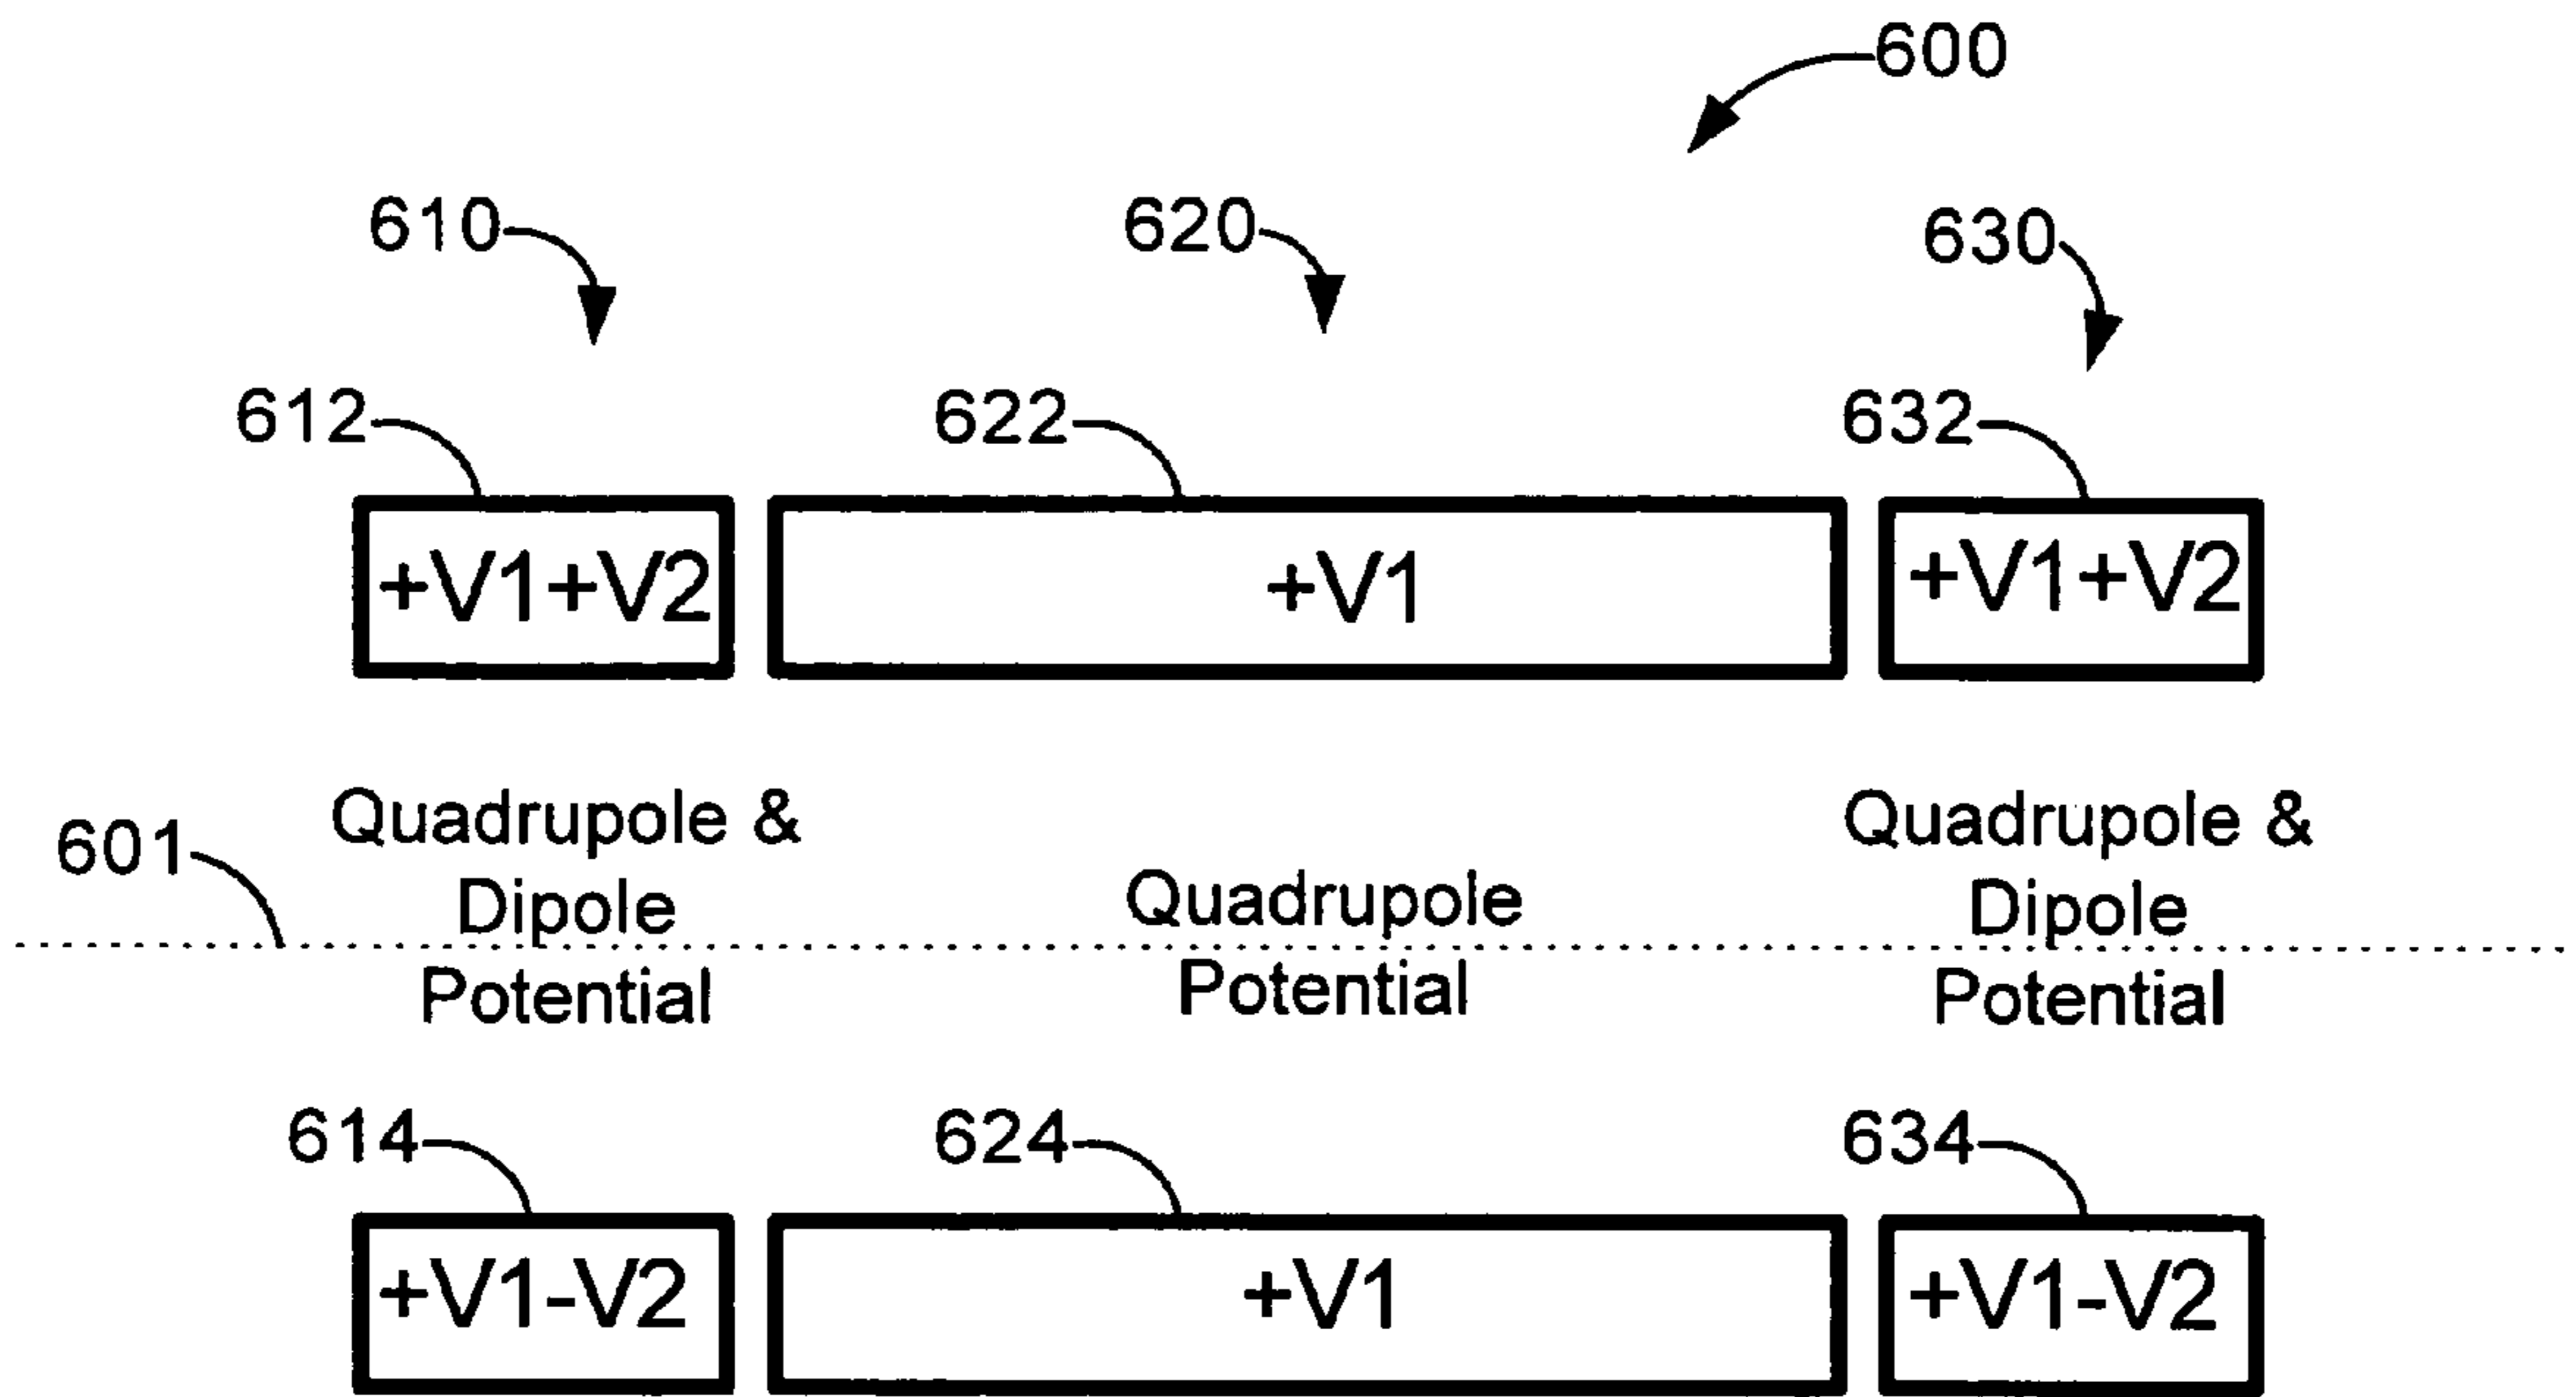 600
610
620
630
612
622
632
+V1+V2
+V1
+V1+V2
601
Quadrupole &
Dipole
Potential
Quadrupole
Potential
Quadrupole &
Dipole
Potential
614
624
634
+V1-V2
+V1
+V1-V2